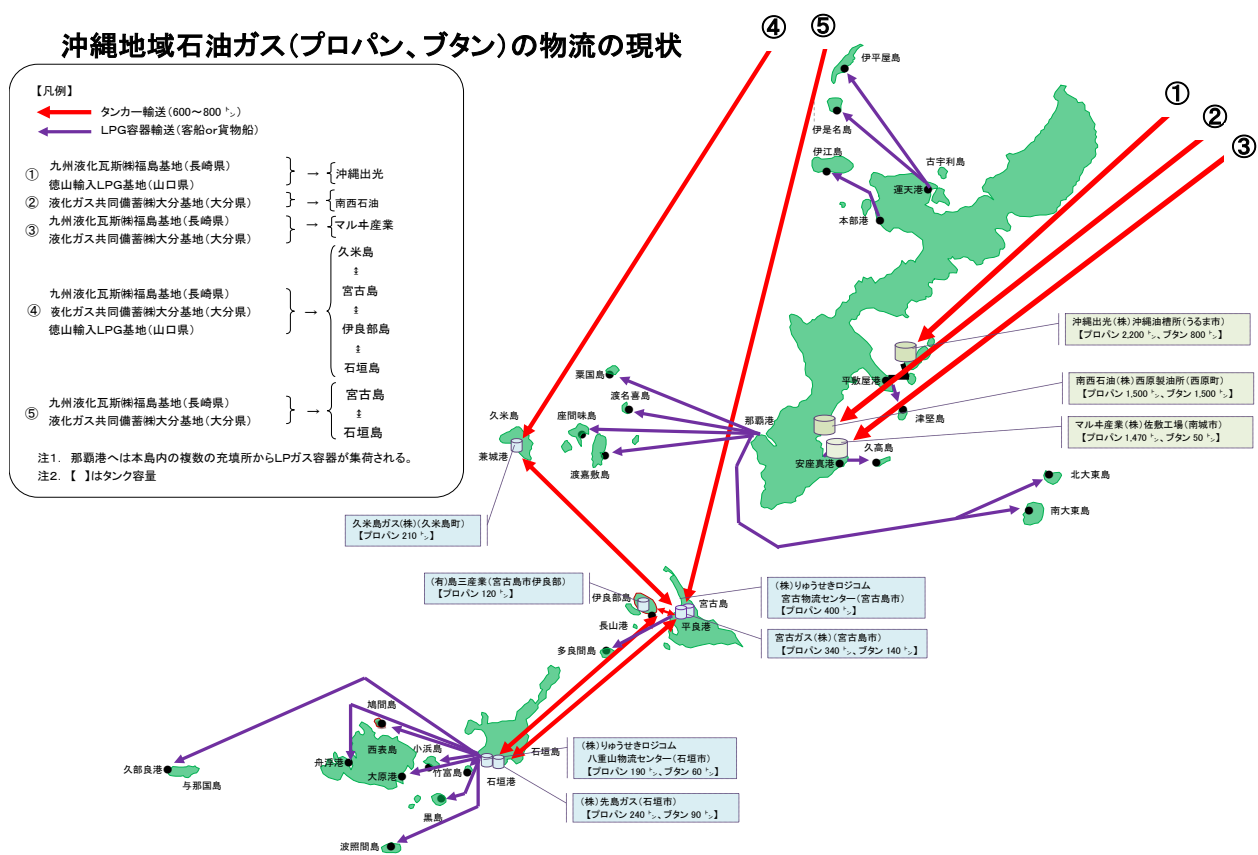 沖縄地域石油ガス(プロパン、ブタン)の物流の現状
【凡例】
タンカー輸送(600～800㌧)
LPG容器輸送(客船or貨物船)
① 九州液化瓦斯㈱福島基地(長崎県)
徳山輸入LPG基地(山口県)
→ 沖縄出光
② 液化ガス共同備蓄㈱大分基地(大分県) → 南西石油
③ 九州液化瓦斯㈱福島基地(長崎県)
液化ガス共同備蓄㈱大分基地(大分県)
→ マルヰ産業
④ 九州液化瓦斯㈱福島基地(長崎県)
液化ガス共同備蓄㈱大分基地(大分県)
徳山輸入LPG基地(山口県)
→
久米島
⇕
宮古島
⇕
伊良部島
⇕
石垣島
⑤ 九州液化瓦斯㈱福島基地(長崎県)
液化ガス共同備蓄㈱大分基地(大分県)
→
宮古島
⇕
石垣島
注1. 那覇港へは本島内の複数の充填所からLPガス容器が集荷される。
注2. 【 】はタンク容量
④
⑤
①
②
③
伊平屋島
伊是名島
伊江島
古宇利島
運天港
本部港
沖縄出光(株)沖縄油槽所(うるま市)
【プロパン2,200㌧、ブタン800㌧】
平敷屋港
津堅島
南西石油(株)西原製油所(西原町)
【プロパン1,500㌧、ブタン1,500㌧】
マルヰ産業(株)佐敷工場(南城市)
【プロパン1,470㌧、ブタン50㌧】
粟国島
渡名喜島
座間味島
渡嘉敷島
那覇港
久米島
兼城港
久高島
安座真港
北大東島
南大東島
久米島ガス(株)(久米島町)
【プロパン210㌧】
(有)島三産業(宮古島市伊良部)
【プロパン120㌧】
伊良部島
長山港
宮古島
平良港
多良間島
(株)りゅうせきロジコム
宮古物流センター(宮古島市)
【プロパン400㌧】
宮古ガス(株)(宮古島市)
【プロパン340㌧、ブタン140㌧】
鳩間島
西表島
小浜島
舟浮港
大原港
竹富島
黒島
波照間島
久部良港
与那国島
石垣島
石垣港
(株)りゅうせきロジコム
八重山物流センター(石垣市)
【プロパン190㌧、ブタン60㌧】
(株)先島ガス(石垣市)
【プロパン240㌧、ブタン90㌧】